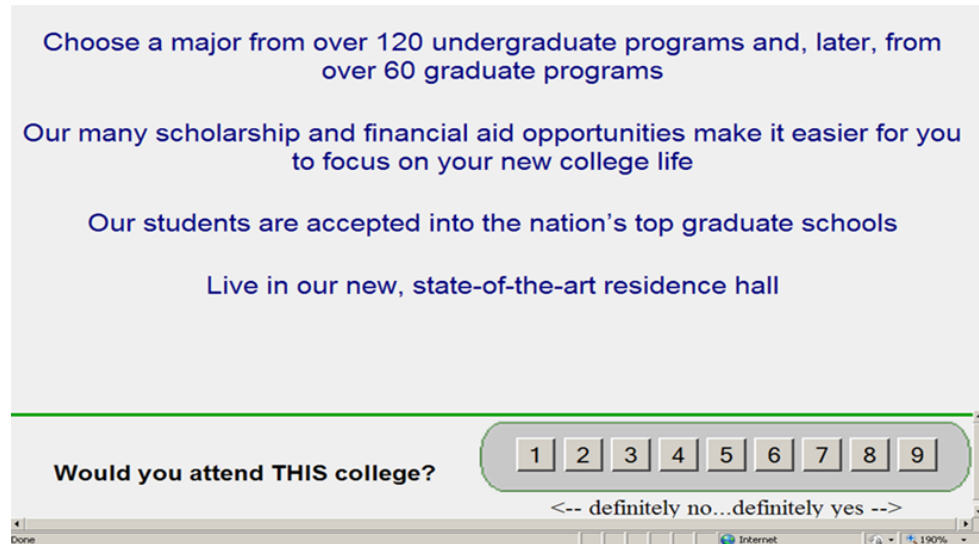 Choose a major from over 120 undergraduate programs and, later, from
over 60 graduate programs
Our many scholarship and financial aid opportunities make it easier for you
to focus on your new college life
Our students are accepted into the nation’s top graduate schools
Live in our new, state-of-the-art residence hall
Would you attend THIS college?
1 2 3 4 5 6 7 8 9
<-- definitely no...definitely yes -->
Done Internet 190%